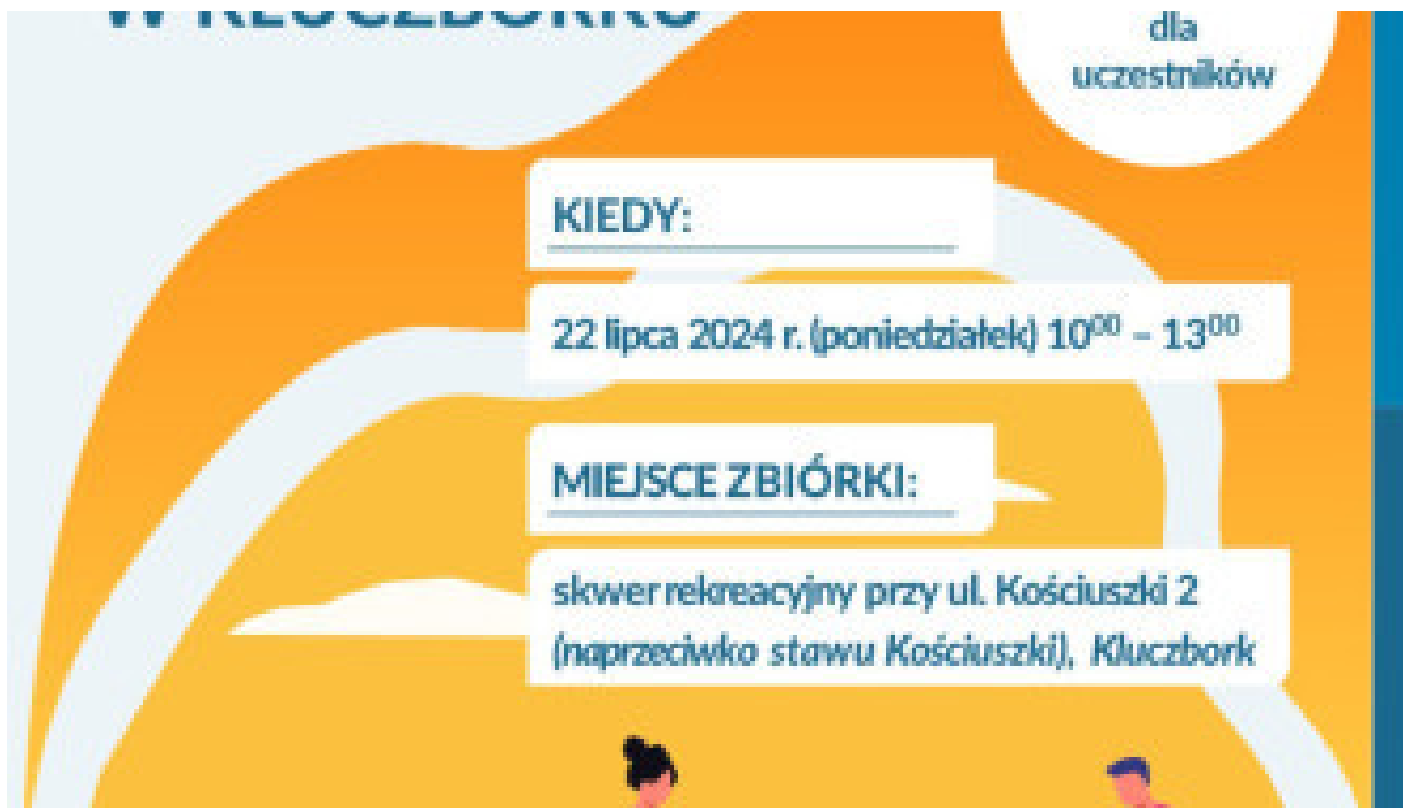 W KLUCZBORKU
dla
uczestników
KIEDY:
22 lipca 2024 r. (poniedziałek) 10⁰⁰ – 13⁰⁰
MIEJSCE ZBIÓRKI:
skwer rekreacyjny przy ul. Kościuszki 2
(naprzeciwko stawu Kościuszki), Kluczbork